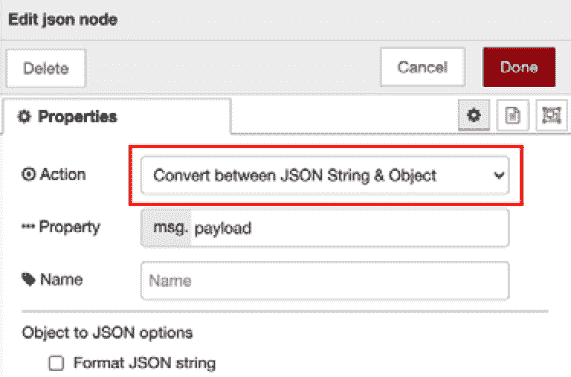 Edit json node
Delete Cancel Done
Properties
Action Convert between JSON String & Object
Property msg. payload
Name Name
Object to JSON options
Format JSON string